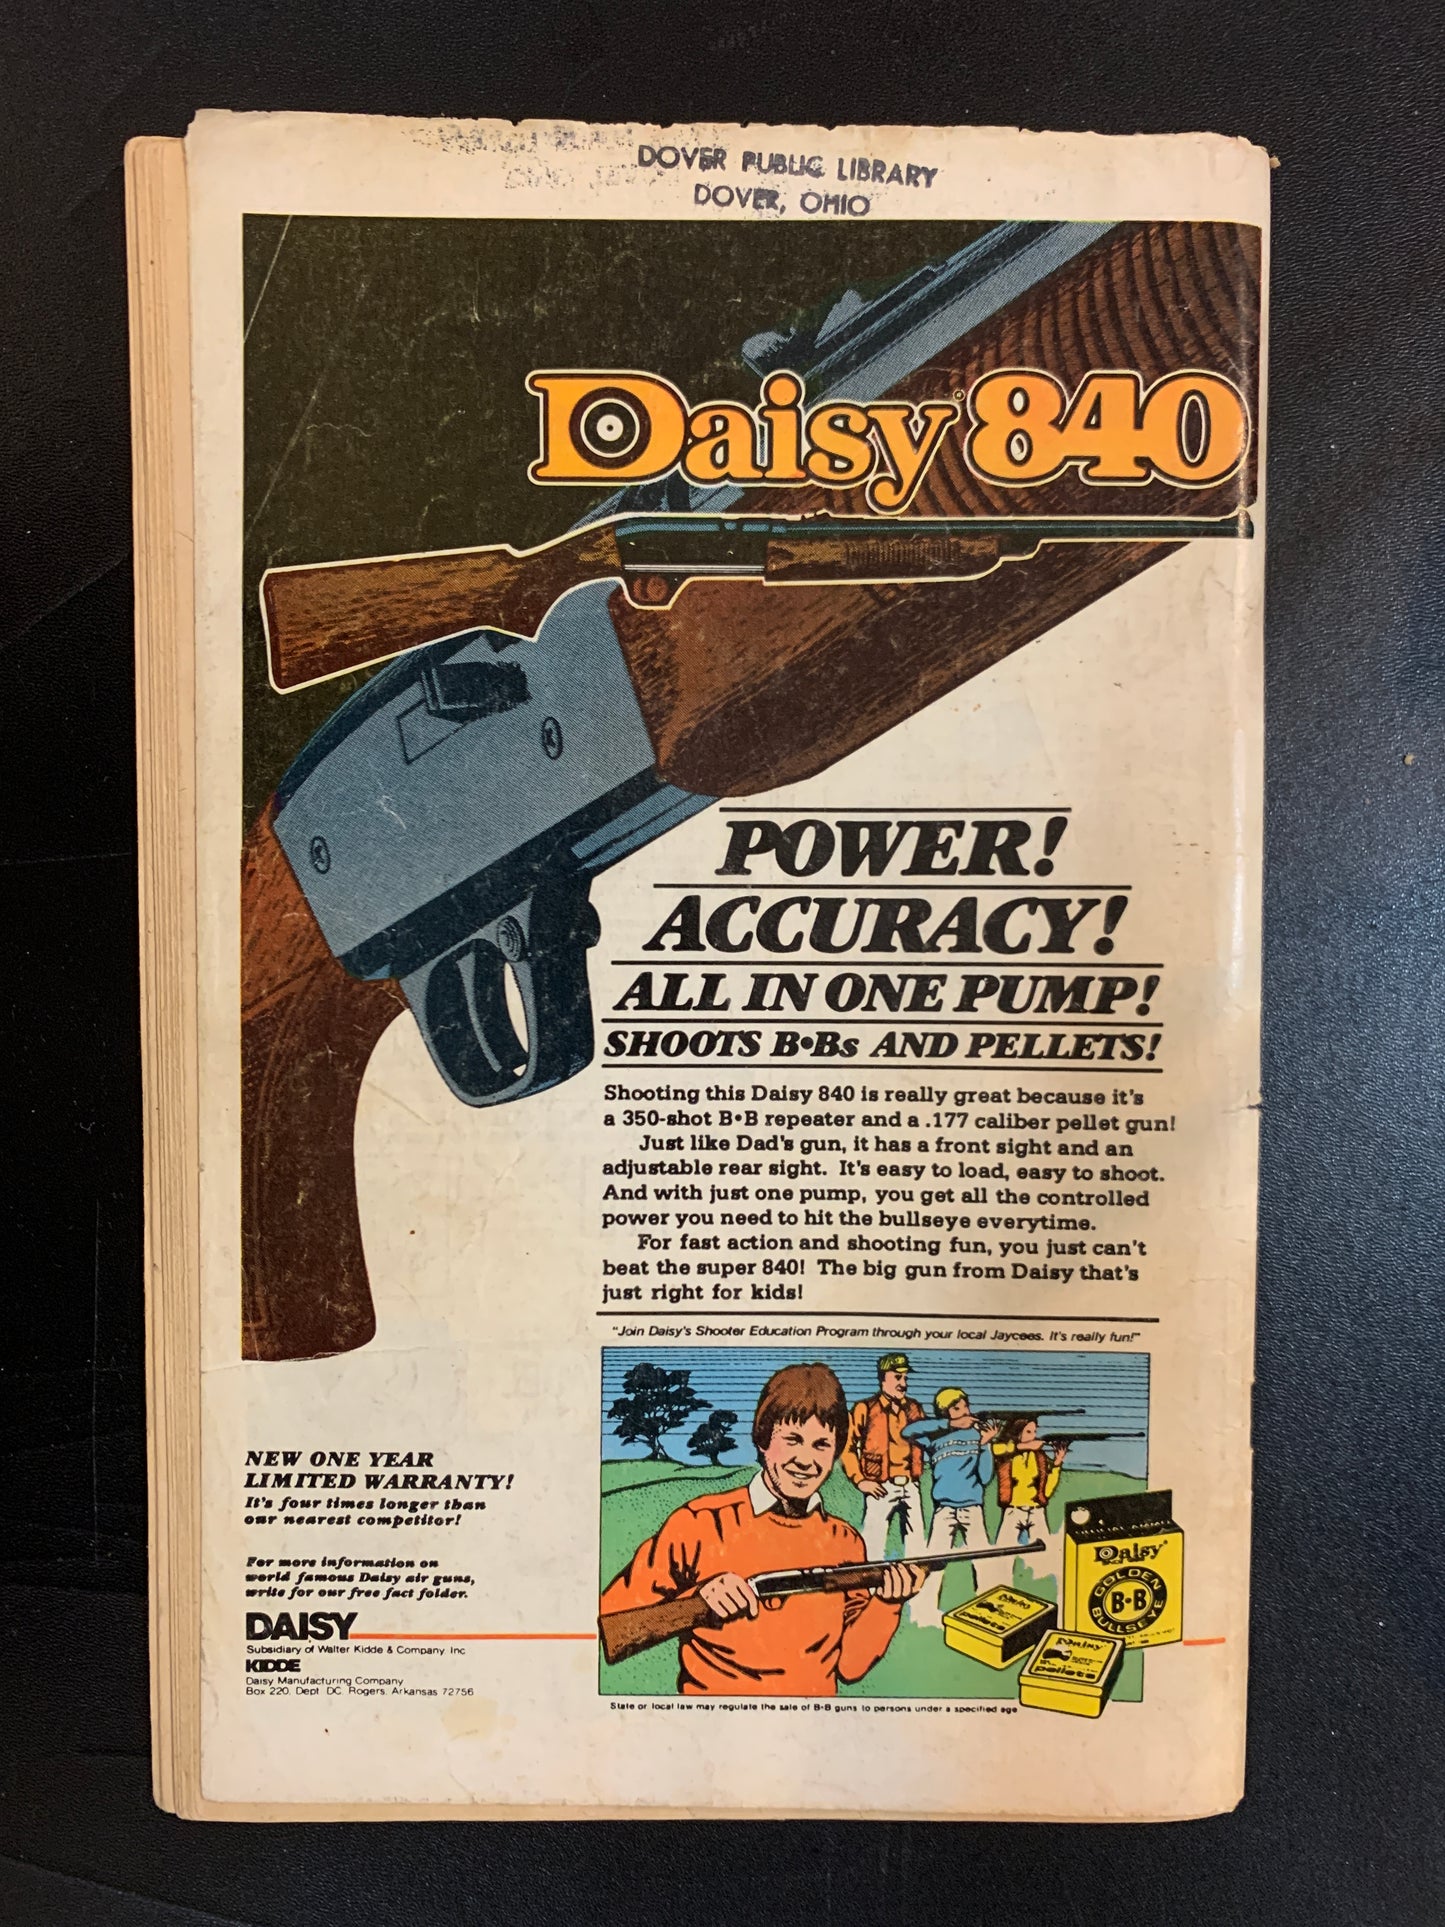 DOVER PUBLIC LIBRARY
DOVER, OHIO
Daisy® 840
POWER!
ACCURACY!
ALL IN ONE PUMP!
SHOOTS B•Bs AND PELLETS!
Shooting this Daisy 840 is really great because it's
a 350-shot B•B repeater and a .177 caliber pellet gun!
Just like Dad's gun, it has a front sight and an
adjustable rear sight. It's easy to load, easy to shoot.
And with just one pump, you get all the controlled
power you need to hit the bullseye everytime.
For fast action and shooting fun, you just can't
beat the super 840! The big gun from Daisy that's
just right for kids!
"Join Daisy's Shooter Education Program through your local Jaycees. It's really fun!"
NEW ONE YEAR
LIMITED WARRANTY!
It's four times longer than
our nearest competitor!
For more information on
world famous Daisy air guns,
write for our free fact folder.
DAISY
Subsidiary of Walter Kidde & Company Inc
KIDDE
Daisy Manufacturing Company
Box 220. Dept DC. Rogers. Arkansas 72756
Daisy®
GOLDEN
B•B
BULLSEYE
Daisy
pellets
Daisy
pellets
State or local law may regulate the sale of B•B guns to persons under a specified age